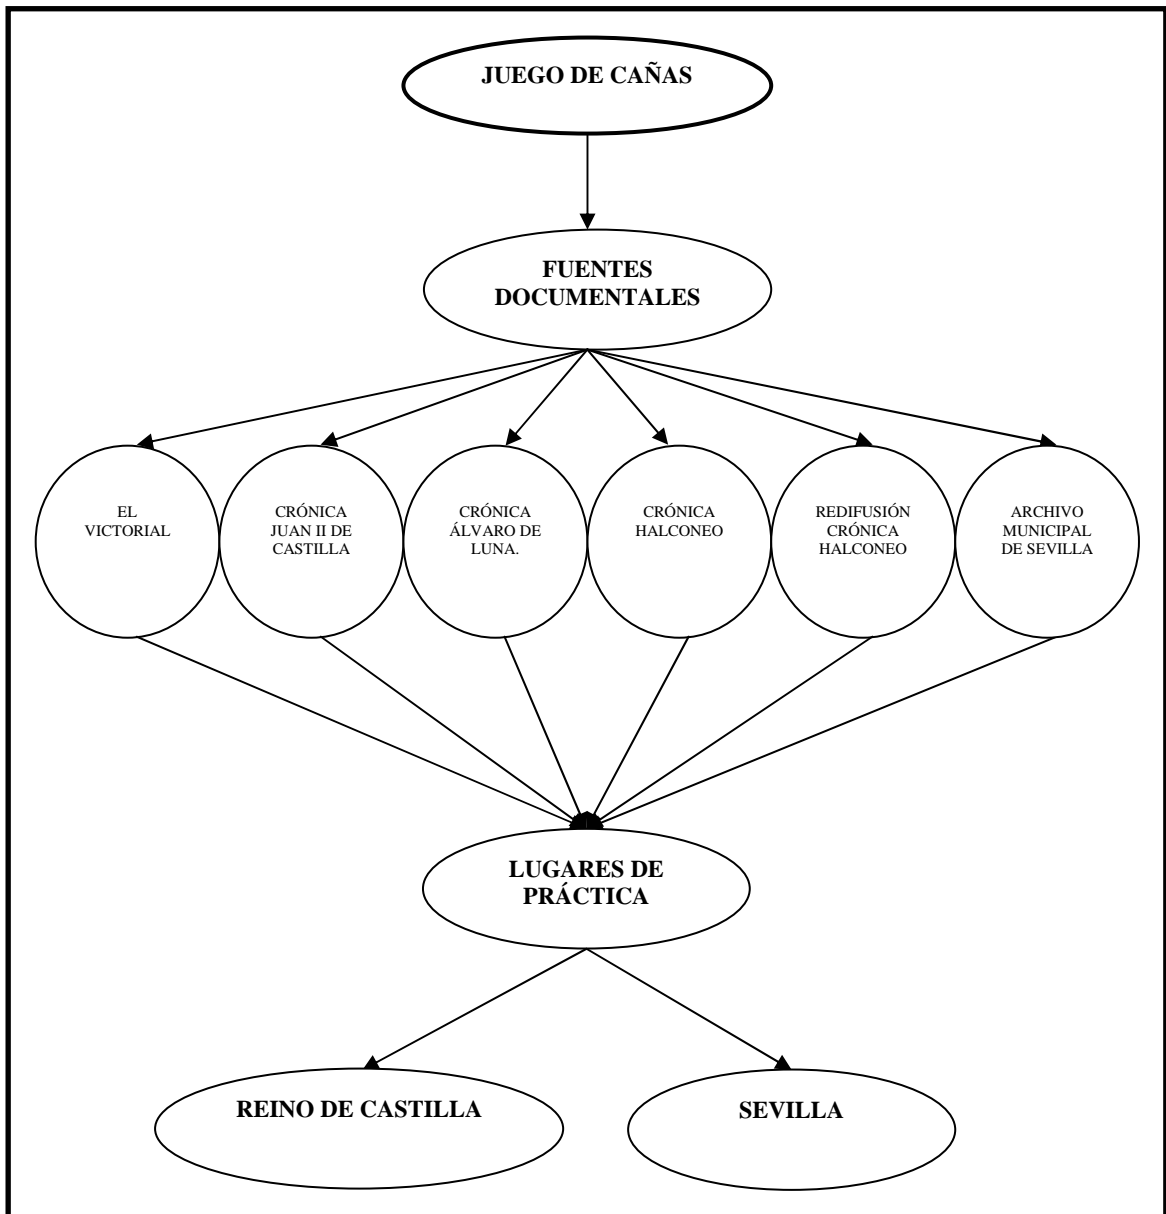 JUEGO DE CAÑAS
FUENTES
DOCUMENTALES
EL
VICTORIAL
CRÓNICA
JUAN II DE
CASTILLA
CRÓNICA
ÁLVARO DE
LUNA.
CRÓNICA
HALCONEO
REDIFUSIÓN
CRÓNICA
HALCONEO
ARCHIVO
MUNICIPAL
DE SEVILLA
LUGARES DE
PRÁCTICA
REINO DE CASTILLA
SEVILLA